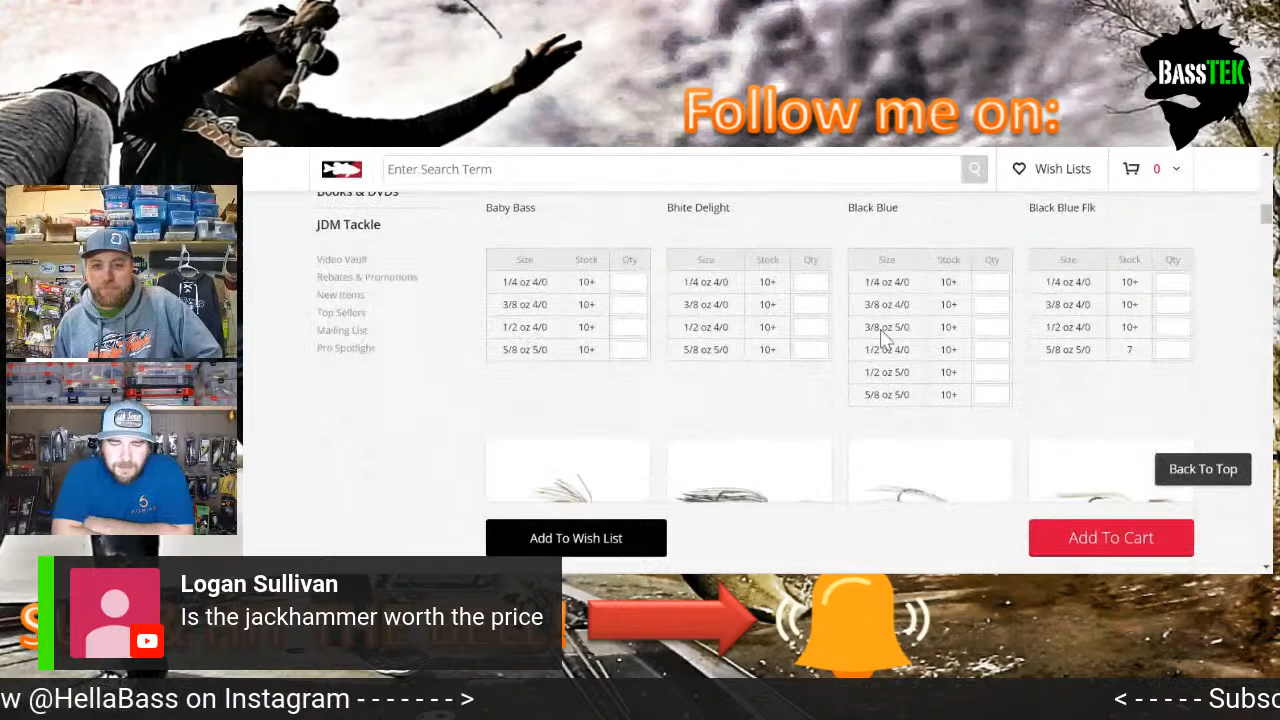 Follow me on:
BASSTEK
Enter Search Term
Wish Lists
0
Books & DVDs
JDM Tackle
Video Vault
Rebates & Promotions
New Items
Top Sellers
Mailing List
Pro Spotlight
Baby Bass
Size Stock Qty
1/4 oz 4/0 10+
3/8 oz 4/0 10+
1/2 oz 4/0 10+
5/8 oz 5/0 10+
Bhite Delight
Size Stock Qty
1/4 oz 4/0 10+
3/8 oz 4/0 10+
1/2 oz 4/0 10+
5/8 oz 5/0 10+
Black Blue
Size Stock Qty
1/4 oz 4/0 10+
3/8 oz 4/0 10+
3/8 oz 5/0 10+
1/2 oz 4/0 10+
1/2 oz 5/0 10+
5/8 oz 5/0 10+
Black Blue Flk
Size Stock Qty
1/4 oz 4/0 10+
3/8 oz 4/0 10+
1/2 oz 4/0 10+
5/8 oz 5/0 7
Back To Top
Add To Wish List
Add To Cart
Logan Sullivan
Is the jackhammer worth the price
w @HellaBass on Instagram - - - - - - - >
< - - - - - Subsc